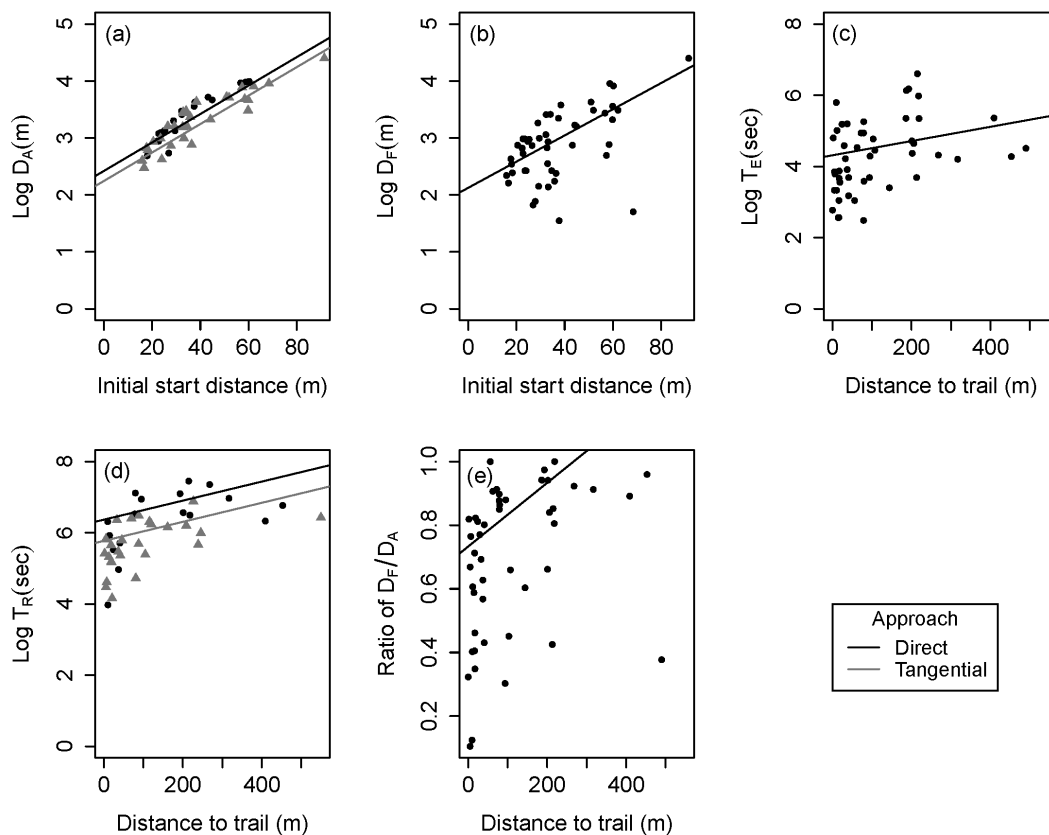 (a)
Log D_A(m)
5
4
3
2
1
0
0 20 40 60 80
Initial start distance (m)
(b)
Log D_F(m)
5
4
3
2
1
0
0 20 40 60 80
Initial start distance (m)
(c)
Log T_E(sec)
8
6
4
2
0
0 200 400
Distance to trail (m)
(d)
Log T_R(sec)
8
6
4
2
0
0 200 400
Distance to trail (m)
(e)
Ratio of D_F/D_A
1.0
0.8
0.6
0.4
0.2
0 200 400
Distance to trail (m)
Approach
Direct
Tangential